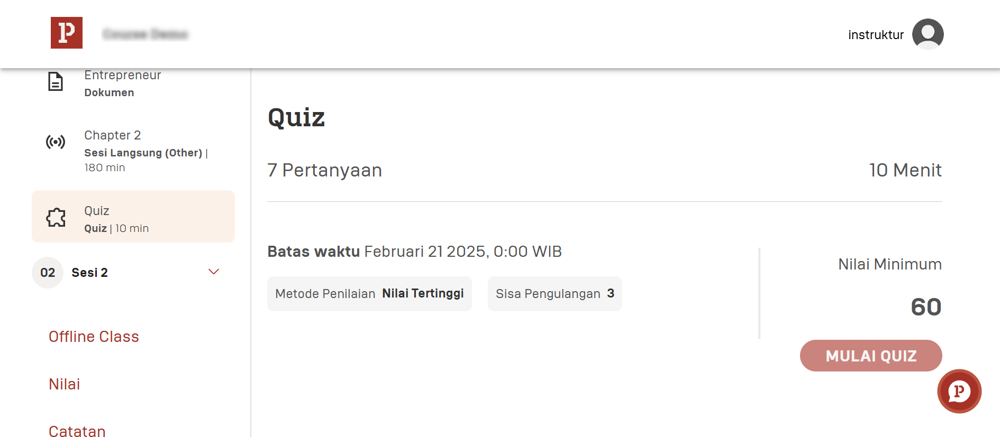 P
instruktur
Entrepreneur
Dokumen
Chapter 2
Sesi Langsung (Other) |
180 min
Quiz
Quiz | 10 min
02 Sesi 2
Offline Class
Nilai
Catatan
Quiz
7 Pertanyaan
10 Menit
Batas waktu Februari 21 2025, 0:00 WIB
Metode Penilaian Nilai Tertinggi
Sisa Pengulangan 3
Nilai Minimum
60
MULAI QUIZ
P